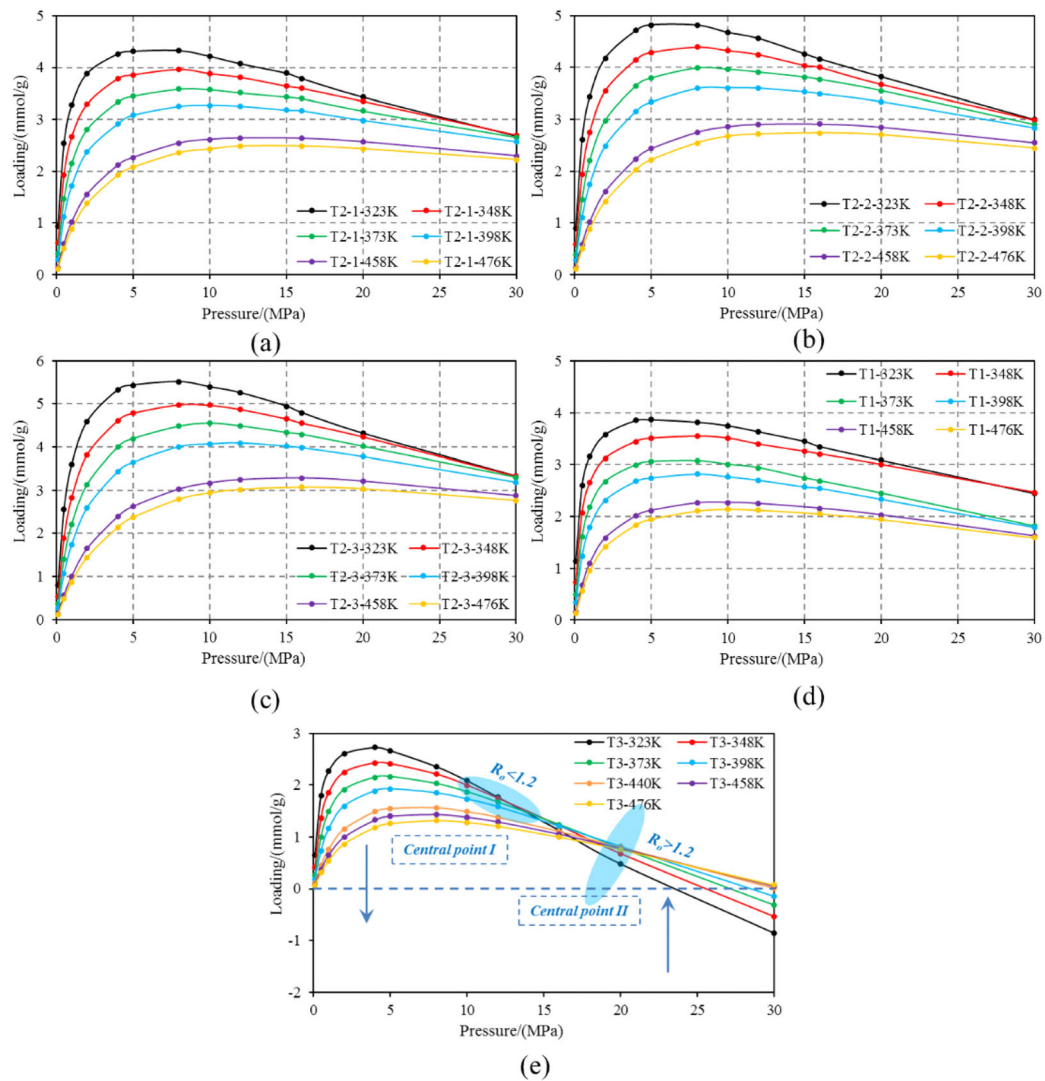 5
4
3
2
1
0
Loading/(mmol/g)
T2-1-323K T2-1-348K
T2-1-373K T2-1-398K
T2-1-458K T2-1-476K
0 5 10 15 20 25 30
Pressure/(MPa)
(a)
5
4
3
2
1
0
Loading/(mmol/g)
T2-2-323K T2-2-348K
T2-2-373K T2-2-398K
T2-2-458K T2-2-476K
0 5 10 15 20 25 30
Pressure/(MPa)
(b)
6
5
4
3
2
1
0
Loading/(mmol/g)
T2-3-323K T2-3-348K
T2-3-373K T2-3-398K
T2-3-458K T2-3-476K
0 5 10 15 20 25 30
Pressure/(MPa)
(c)
5
4
3
2
1
0
Loading/(mmol/g)
T1-323K T1-348K
T1-373K T1-398K
T1-458K T1-476K
0 5 10 15 20 25 30
Pressure/(MPa)
(d)
3
2
1
0
-1
-2
Loading/(mmol/g)
T3-323K T3-348K
T3-373K T3-398K
T3-440K T3-458K
T3-476K
Ro<1.2
Ro>1.2
Central point I
Central point II
0 5 10 15 20 25 30
Pressure/(MPa)
(e)